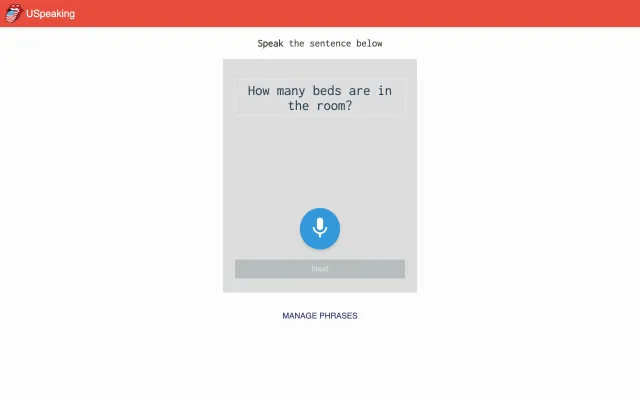 USpeaking
Speak the sentence below
How many beds are in
the room?
Next
MANAGE PHRASES